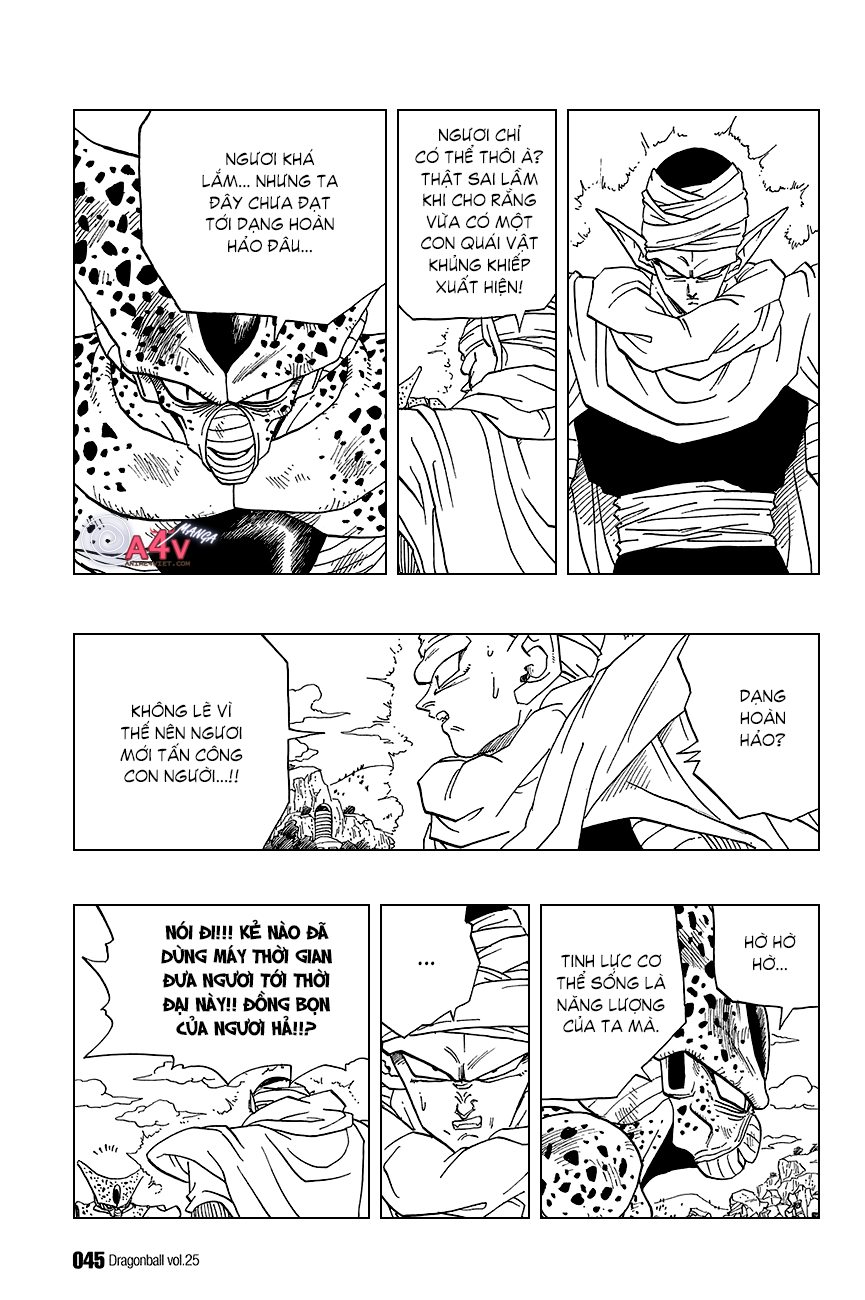 NGƯƠI CHỈ
CÓ THỂ THÔI À?
THẬT SAI LẦM
KHI CHO RẰNG
VỪA CÓ MỘT
CON QUÁI VẬT
KHỦNG KHIẾP
XUẤT HIỆN!
NGƯƠI KHÁ
LẮM... NHƯNG TA
ĐÂY CHƯA ĐẠT
TỚI DẠNG HOÀN
HẢO ĐÂU...
A4V MANGA
ANIME4VIET.COM
DẠNG
HOÀN
HẢO?
KHÔNG LẼ VÌ
THẾ NÊN NGƯƠI
MỚI TẤN CÔNG
CON NGƯỜI...!!
HỜ HỜ
HỜ...
TINH LỰC CƠ
THỂ SỐNG LÀ
NĂNG LƯỢNG
CỦA TA MÀ.
...
NÓI ĐI!!! KẺ NÀO ĐÃ
DÙNG MÁY THỜI GIAN
ĐƯA NGƯƠI TỚI THỜI
ĐẠI NÀY!! ĐỒNG BỌN
CỦA NGƯƠI HẢ!!?
045 Dragonball vol.25